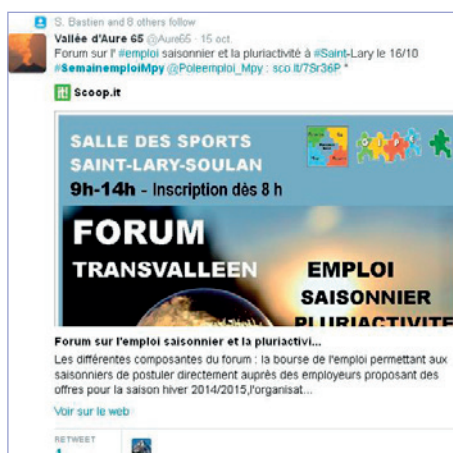 S. Bastien and 8 others follow
Vallée d'Aure 65 @Aure65 · 15 oct.
Forum sur l' #emploi saisonnier et la pluriactivité à #Saint-Lary le 16/10
#SemainemploiMpy @Poleemploi_Mpy : sco.lt/7Sr36P "
it! Scoop.it
SALLE DES SPORTS
SAINT-LARY-SOULAN
9h-14h - Inscription dès 8 h
FORUM
TRANSVALLEEN
EMPLOI
SAISONNIER
PLURIACTIVITE
Forum sur l'emploi saisonnier et la pluriactivi...
Les différentes composantes du forum : la bourse de l'emploi permettant aux
saisonniers de postuler directement auprès des employeurs proposant des
offres pour la saison hiver 2014/2015,l'organisat...
Voir sur le web
RETWEET
1